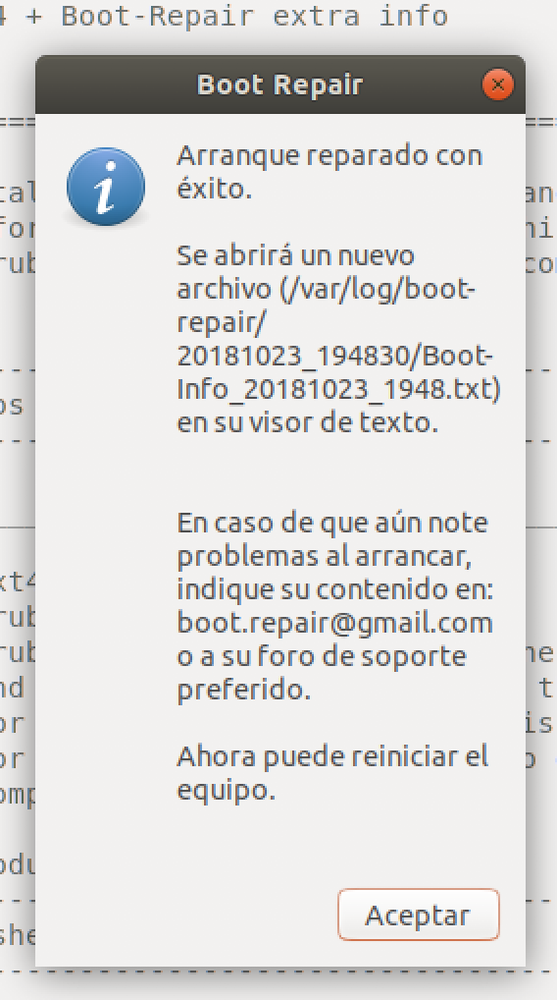 + Boot-Repair extra info
Boot Repair
Arranque reparado con
éxito.
Se abrirá un nuevo
archivo (/var/log/boot-
repair/
20181023_194830/Boot-
Info_20181023_1948.txt)
en su visor de texto.
En caso de que aún note
problemas al arrancar,
indique su contenido en:
boot.repair@gmail.com
o a su foro de soporte
preferido.
Ahora puede reiniciar el
equipo.
Aceptar